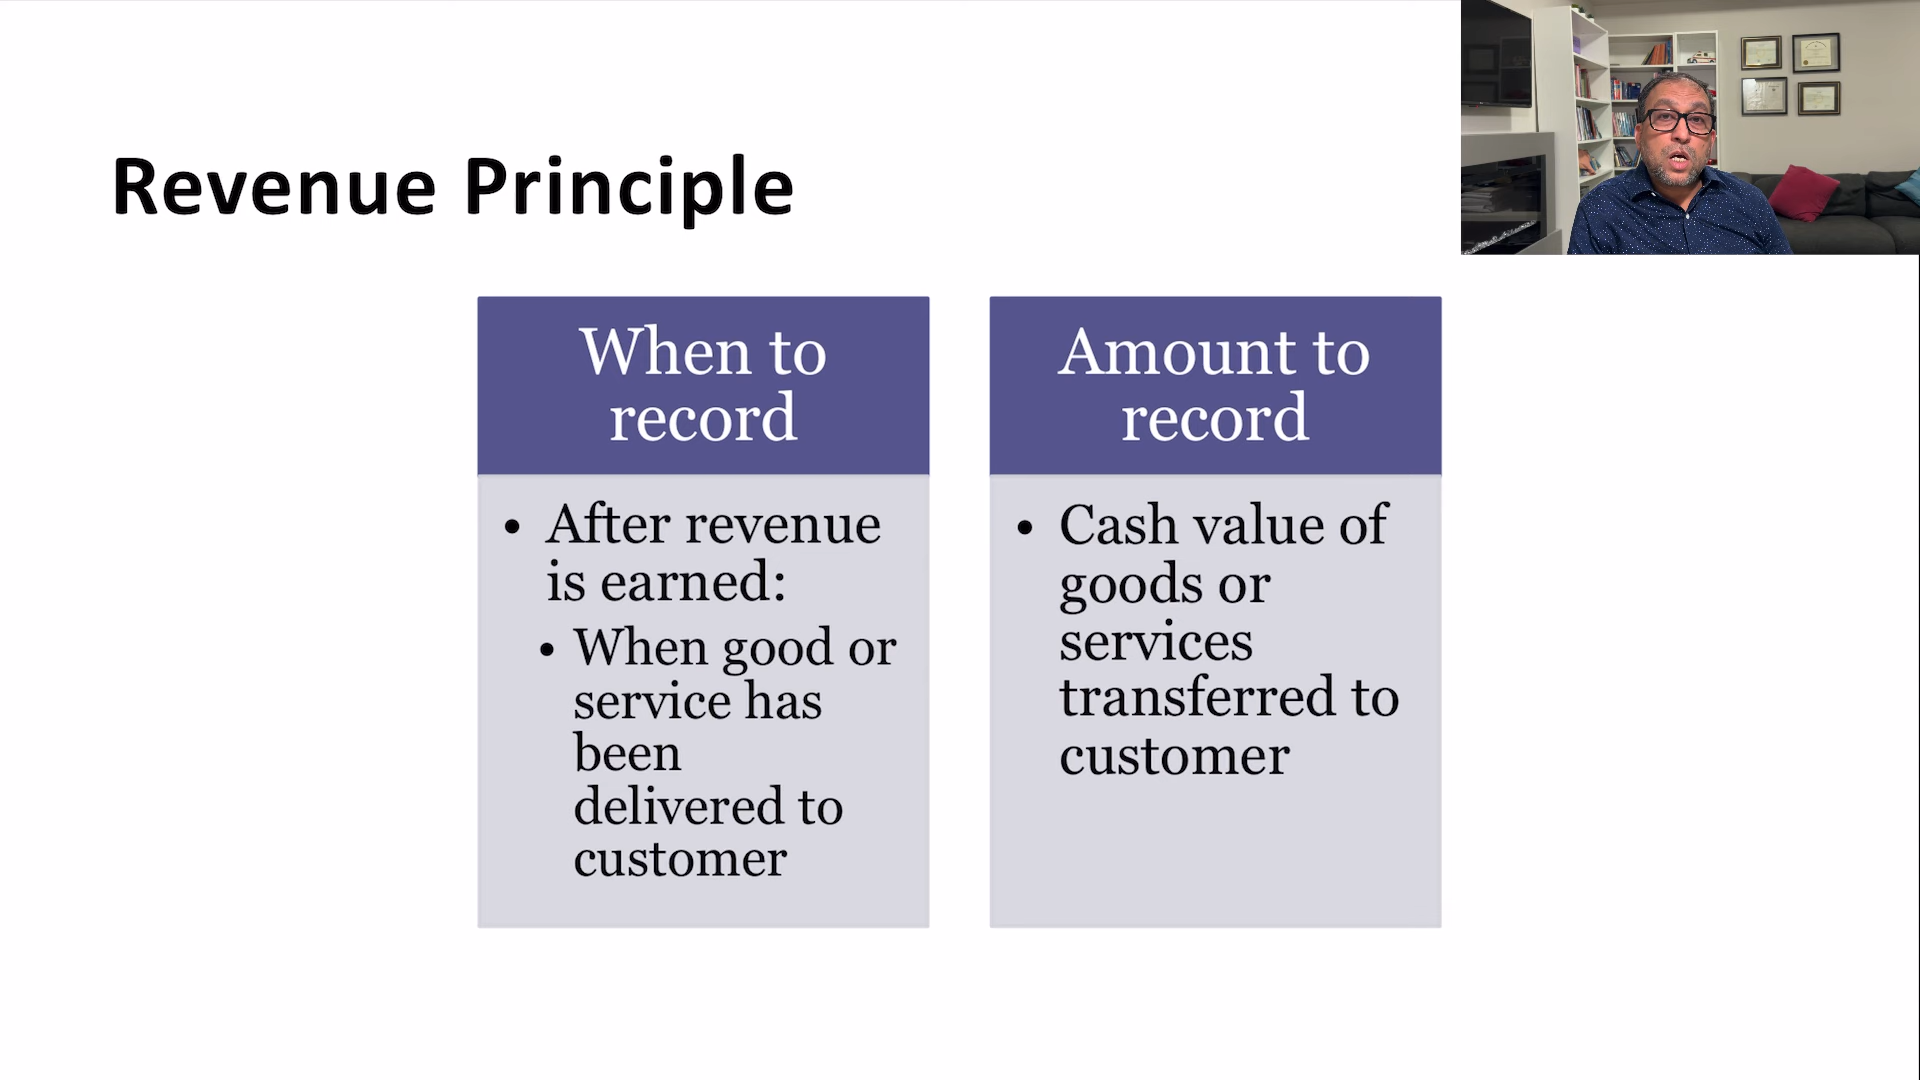 Revenue Principle
When to
record
• After revenue
is earned:
• When good or
service has
been
delivered to
customer
Amount to
record
• Cash value of
goods or
services
transferred to
customer